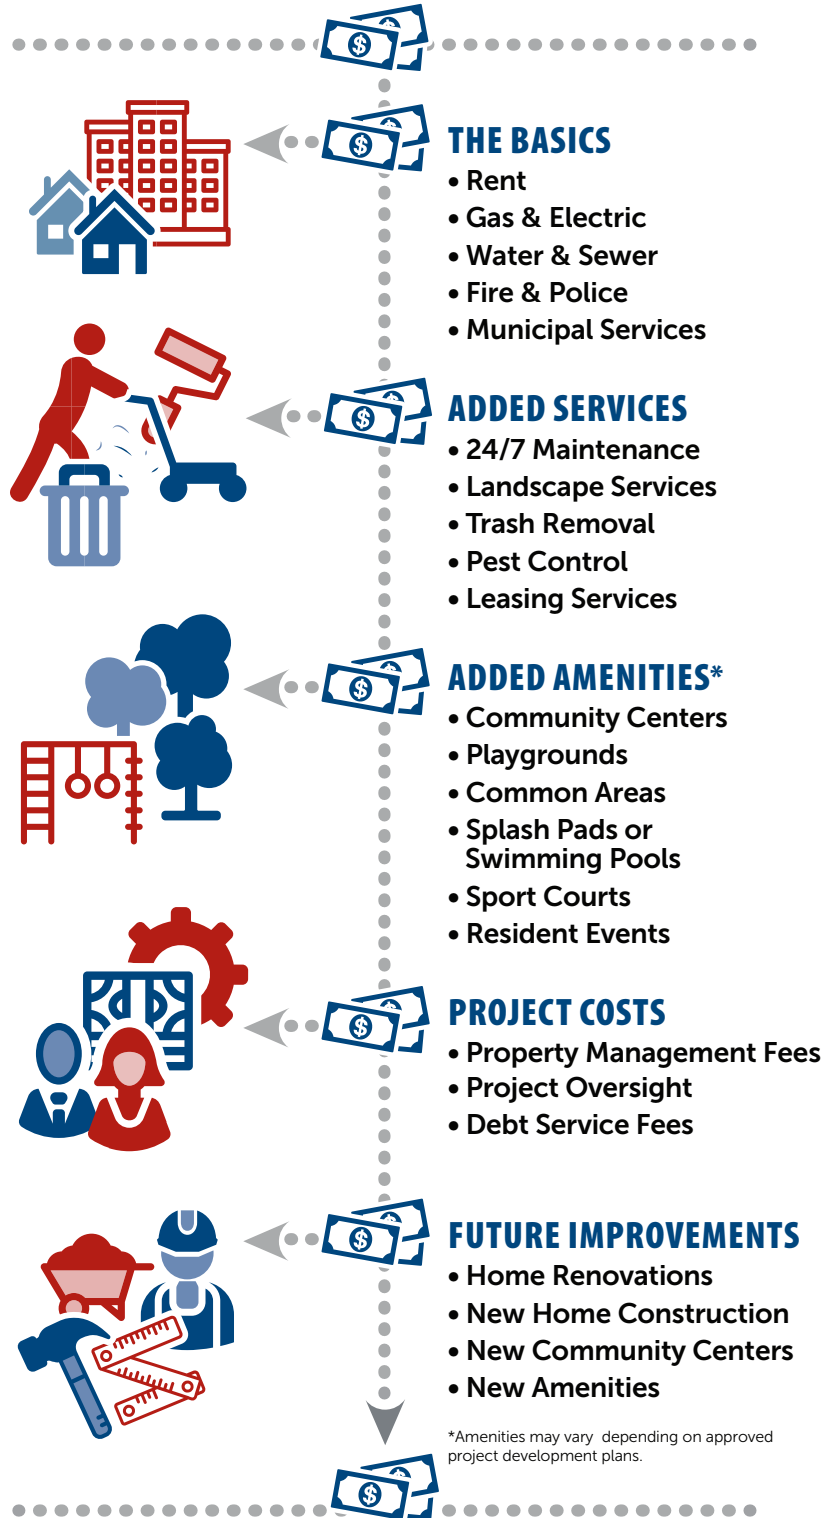 THE BASICS
• Rent
• Gas & Electric
• Water & Sewer
• Fire & Police
• Municipal Services
ADDED SERVICES
• 24/7 Maintenance
• Landscape Services
• Trash Removal
• Pest Control
• Leasing Services
ADDED AMENITIES*
• Community Centers
• Playgrounds
• Common Areas
• Splash Pads or
Swimming Pools
• Sport Courts
• Resident Events
PROJECT COSTS
• Property Management Fees
• Project Oversight
• Debt Service Fees
FUTURE IMPROVEMENTS
• Home Renovations
• New Home Construction
• New Community Centers
• New Amenities
*Amenities may vary depending on approved
project development plans.